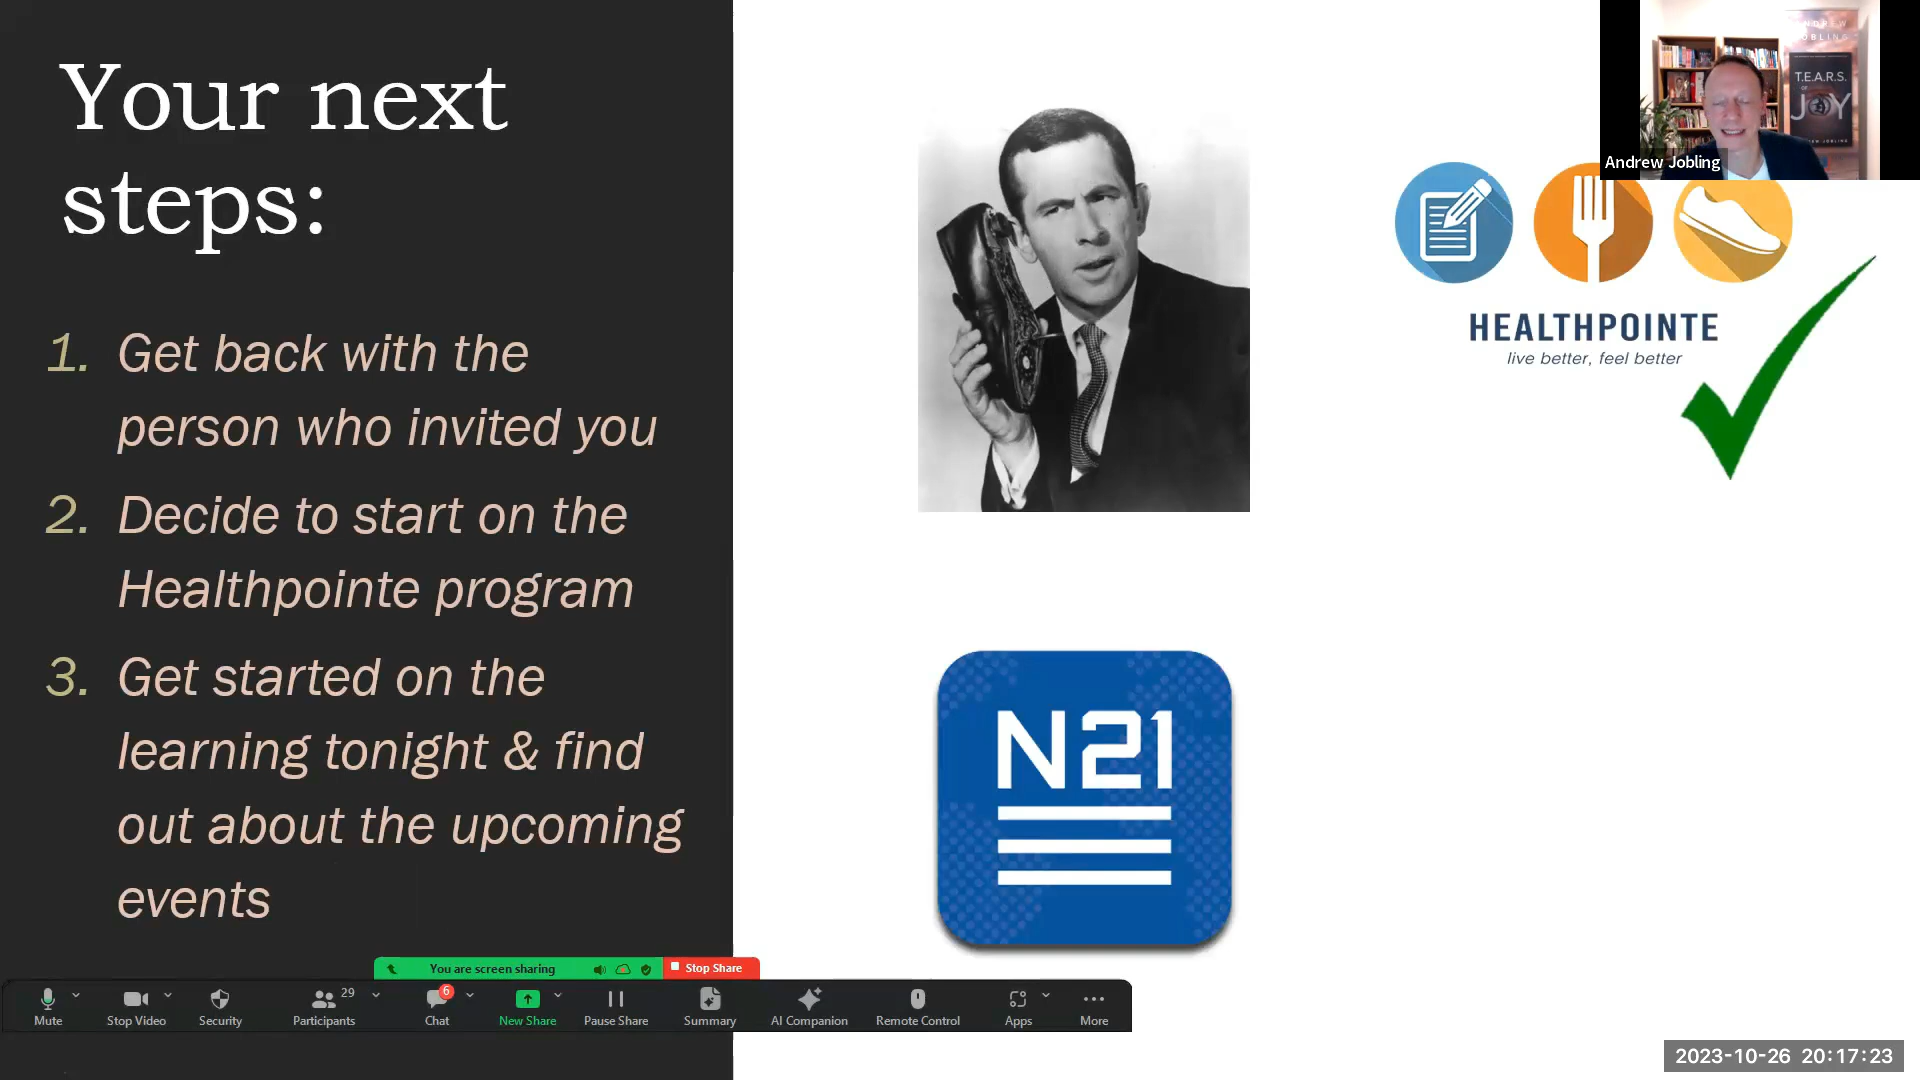 Your next
steps:
1. Get back with the
person who invited you
2. Decide to start on the
Healthpointe program
3. Get started on the
learning tonight & find
out about the upcoming
events
HEALTHPOINTE
live better, feel better
N21
T.E.A.R.S.
OF
JOY
Andrew Jobling
You are screen sharing
Stop Share
Mute
Stop Video
Security
Participants
29
Chat
6
New Share
Pause Share
Summary
AI Companion
Remote Control
Apps
More
2023-10-26 20:17:23